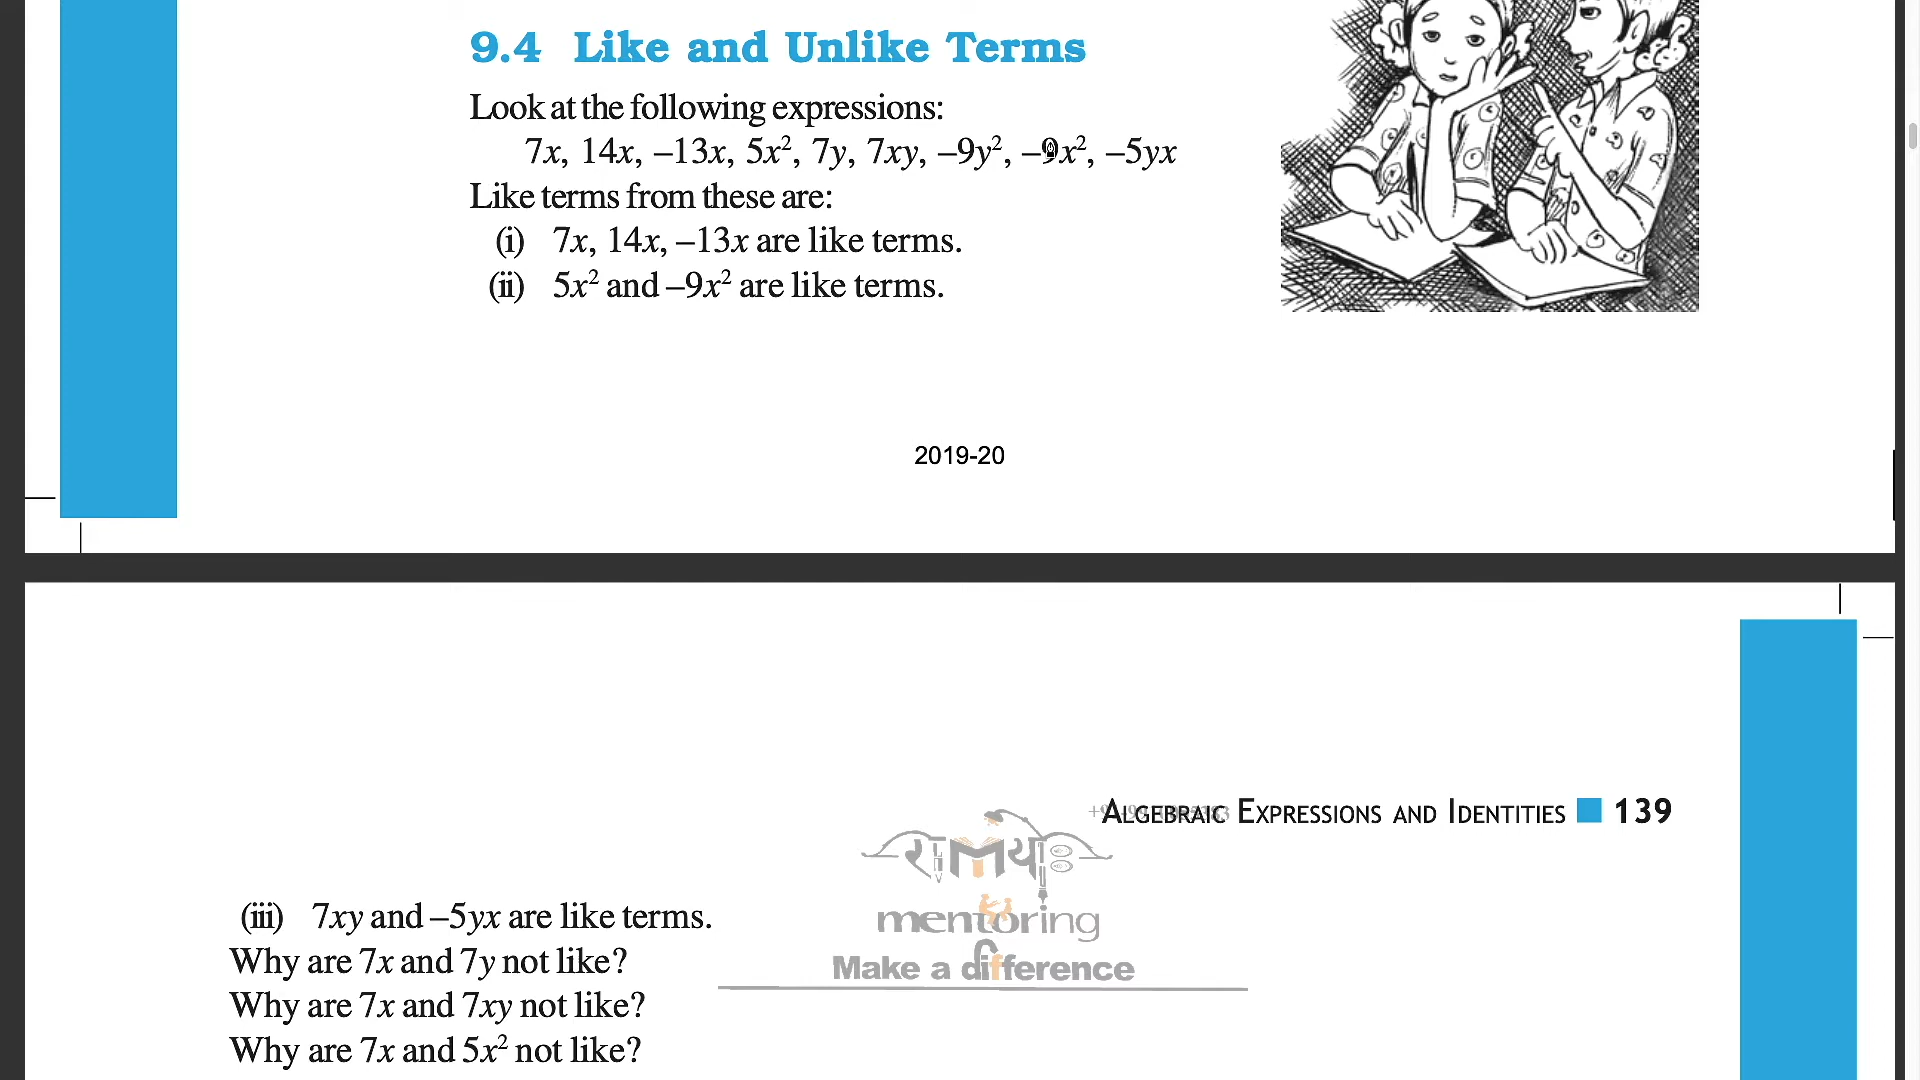 9.4 Like and Unlike Terms
Look at the following expressions:
7x, 14x, –13x, 5x², 7y, 7xy, –9y², –9x², –5yx
Like terms from these are:
(i) 7x, 14x, –13x are like terms.
(ii) 5x² and –9x² are like terms.
2019-20
ALGEBRAIC EXPRESSIONS AND IDENTITIES 139
रामया
mentoring
Make a difference
(iii) 7xy and –5yx are like terms.
Why are 7x and 7y not like?
Why are 7x and 7xy not like?
Why are 7x and 5x² not like?